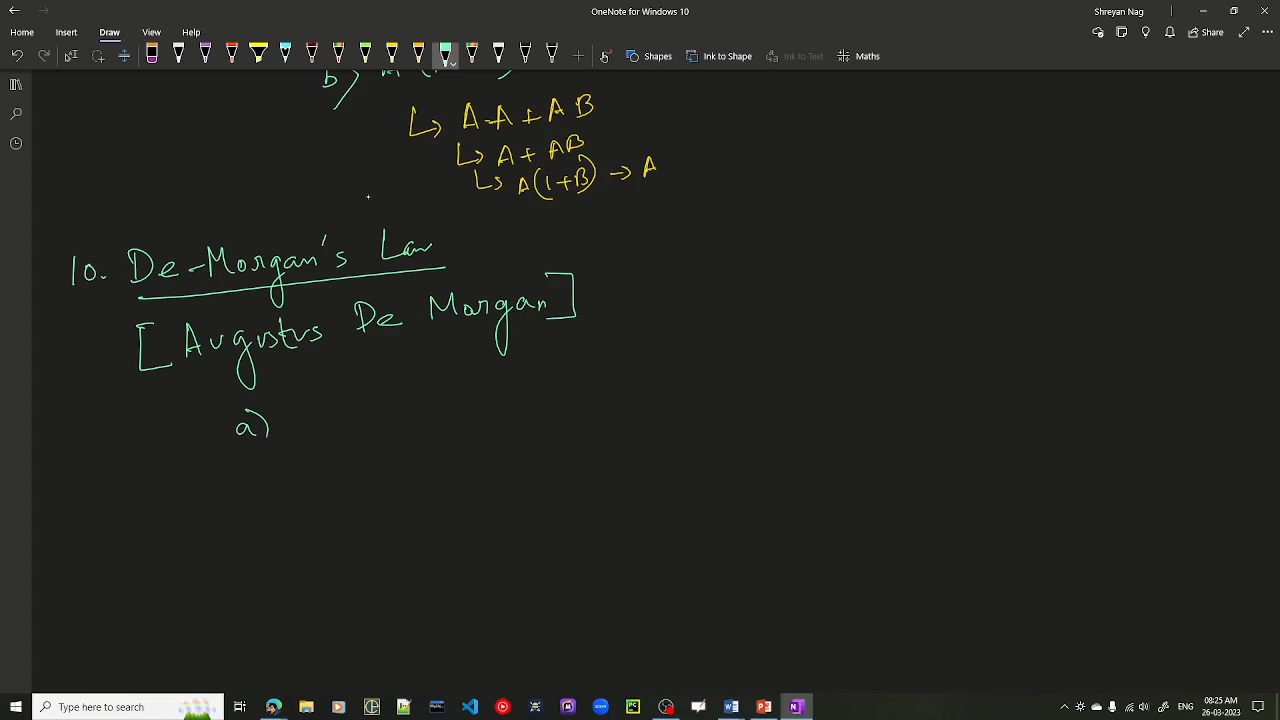 OneNote for Windows 10
Shreyan Nag
Home Insert Draw View Help
Share
Shapes Ink to Shape Ink to Text Maths
b)
↳ A·A + AB
↳ A + AB
↳ A(1+B) → A
10. De-Morgan's Law
[Augustus De Morgan]
a)
Type here to search
ENG
08:25 AM
26-03-2023